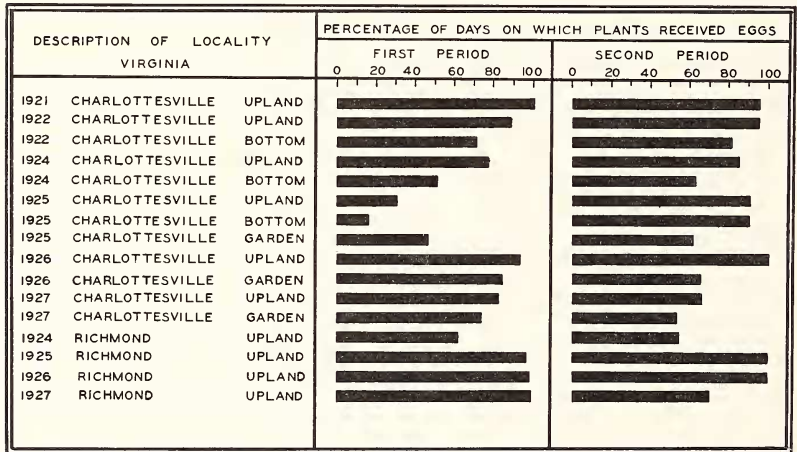 DESCRIPTION OF LOCALITY
VIRGINIA
PERCENTAGE OF DAYS ON WHICH PLANTS RECEIVED EGGS
FIRST PERIOD
0 20 40 60 80 100
SECOND PERIOD
0 20 40 60 80 100
1921 CHARLOTTESVILLE UPLAND
1922 CHARLOTTESVILLE UPLAND
1922 CHARLOTTESVILLE BOTTOM
1924 CHARLOTTESVILLE UPLAND
1924 CHARLOTTESVILLE BOTTOM
1925 CHARLOTTESVILLE UPLAND
1925 CHARLOTTESVILLE BOTTOM
1925 CHARLOTTESVILLE GARDEN
1926 CHARLOTTESVILLE UPLAND
1926 CHARLOTTESVILLE GARDEN
1927 CHARLOTTESVILLE UPLAND
1927 CHARLOTTESVILLE GARDEN
1924 RICHMOND UPLAND
1925 RICHMOND UPLAND
1926 RICHMOND UPLAND
1927 RICHMOND UPLAND